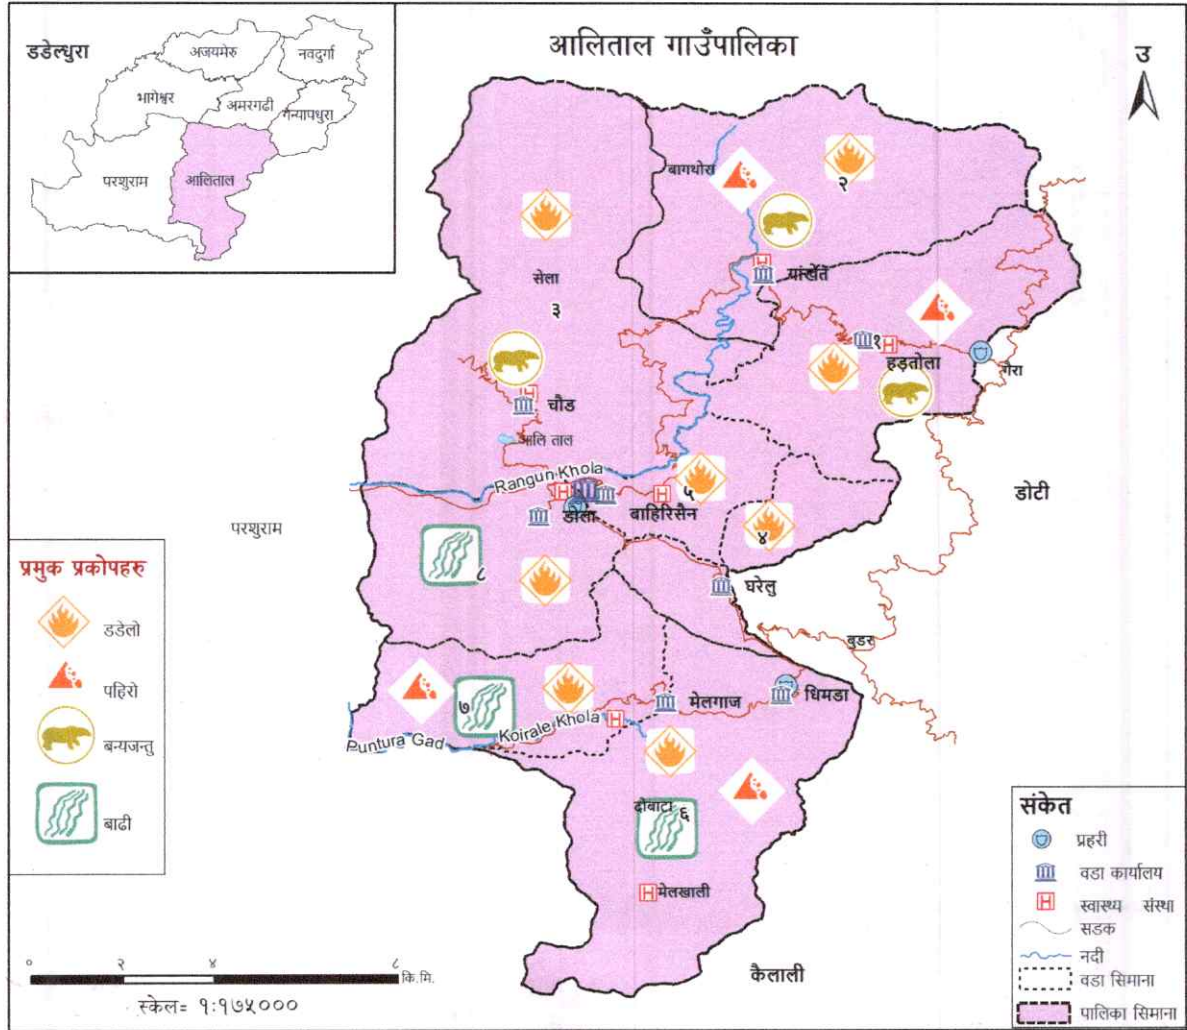 आलिताल गाउँपालिका
उ
डडेल्धुरा
अजयमेरु
नवदुर्गा
भागेश्वर
अमरगढी
गन्यापधुरा
परशुराम
आलिताल
बागथोरा
२
सेला
३
गांखेते
१
हड्तोला
गैरा
चौड
आलि ताल
Rangun Khola
५
डोला
बाहिरिसैन
डोटी
४
परशुराम
८
घरेलु
बुडर
७
मेलगाज
धिमडा
Koirale Khola
Puntura Gad
दोबाटा
६
मेलखाली
कैलाली
प्रमुक प्रकोपहरु
डडेलो
पहिरो
बन्यजन्तु
बाढी
संकेत
प्रहरी
वडा कार्यालय
स्वास्थ्य संस्था
सडक
नदी
वडा सिमाना
पालिका सिमाना
० २ ४ ८ कि.मि.
स्केल= १:१७५०००